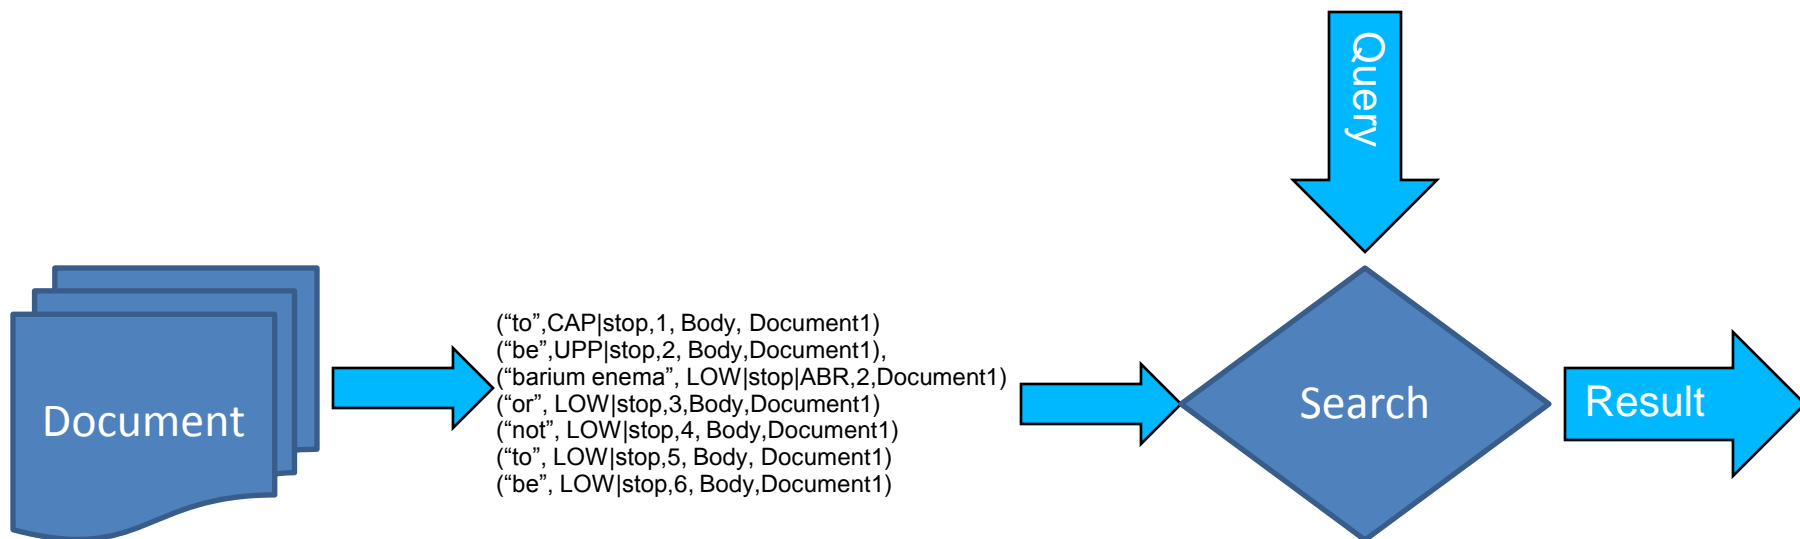 Query
Document
(“to”,CAP|stop,1, Body, Document1)
(“be”,UPP|stop,2, Body,Document1),
(“barium enema”, LOW|stop|ABR,2,Document1)
(“or”, LOW|stop,3,Body,Document1)
(“not”, LOW|stop,4, Body,Document1)
(“to”, LOW|stop,5, Body, Document1)
(“be”, LOW|stop,6, Body,Document1)
Search
Result